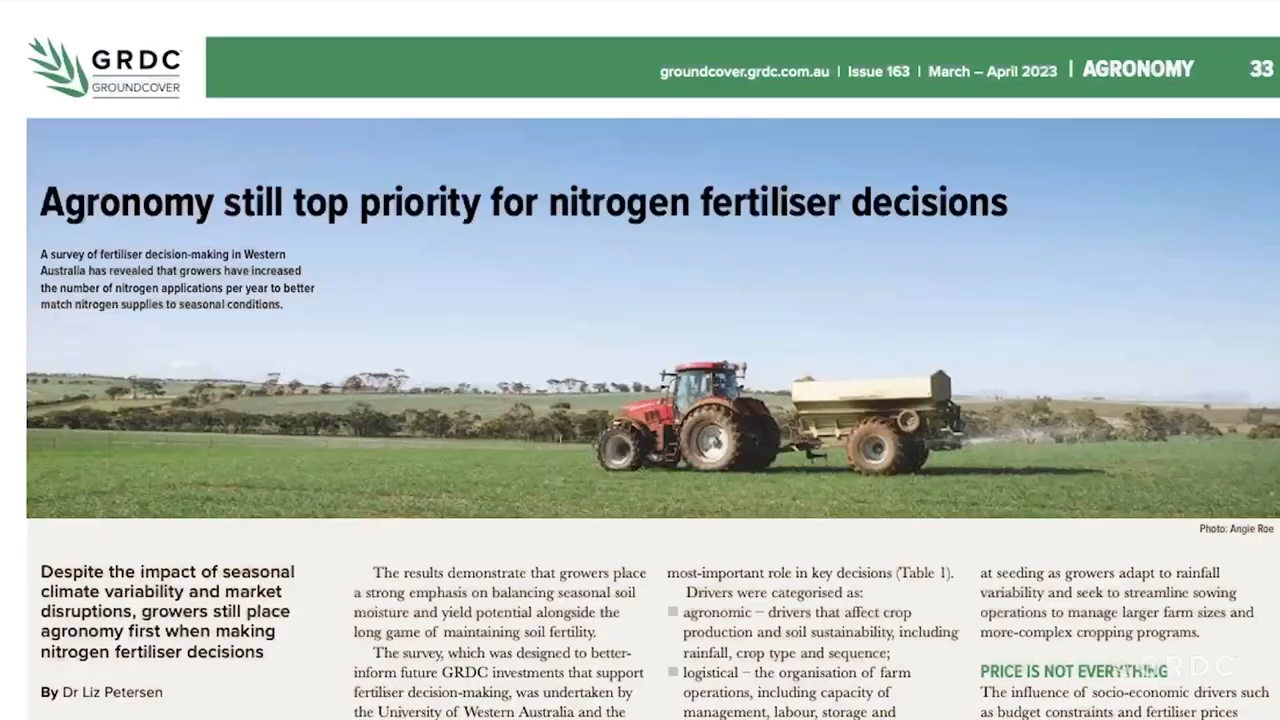 GRDC
GROUNDCOVER
groundcover.grdc.com.au | Issue 163 | March – April 2023 | AGRONOMY 33
Agronomy still top priority for nitrogen fertiliser decisions
A survey of fertiliser decision-making in Western
Australia has revealed that growers have increased
the number of nitrogen applications per year to better
match nitrogen supplies to seasonal conditions.
Photo: Angie Roe
Despite the impact of seasonal
climate variability and market
disruptions, growers still place
agronomy first when making
nitrogen fertiliser decisions
By Dr Liz Petersen
The results demonstrate that growers place
a strong emphasis on balancing seasonal soil
moisture and yield potential alongside the
long game of maintaining soil fertility.
The survey, which was designed to better-
inform future GRDC investments that support
fertiliser decision-making, was undertaken by
the University of Western Australia and the
most-important role in key decisions (Table 1).
Drivers were categorised as:
agronomic – drivers that affect crop
production and soil sustainability, including
rainfall, crop type and sequence;
logistical – the organisation of farm
operations, including capacity of
management, labour, storage and
at seeding as growers adapt to rainfall
variability and seek to streamline sowing
operations to manage larger farm sizes and
more-complex cropping programs.
PRICE IS NOT EVERYTHING
The influence of socio-economic drivers such
as budget constraints and fertiliser prices
GRDC